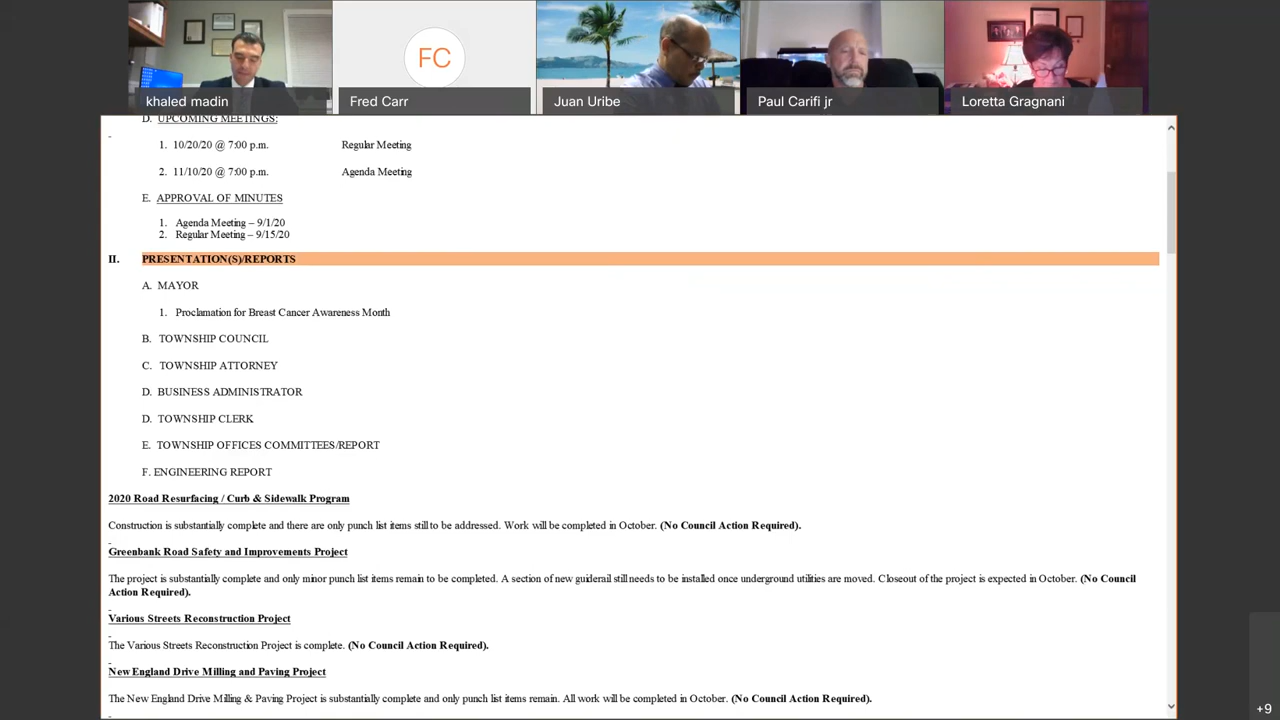 FC
khaled madin
Fred Carr
Juan Uribe
Paul Carifi jr
Loretta Gragnani
D. UPCOMING MEETINGS:
1. 10/20/20 @ 7:00 p.m. Regular Meeting
2. 11/10/20 @ 7:00 p.m. Agenda Meeting
E. APPROVAL OF MINUTES
1. Agenda Meeting – 9/1/20
2. Regular Meeting – 9/15/20
II. PRESENTATION(S)/REPORTS
A. MAYOR
1. Proclamation for Breast Cancer Awareness Month
B. TOWNSHIP COUNCIL
C. TOWNSHIP ATTORNEY
D. BUSINESS ADMINISTRATOR
D. TOWNSHIP CLERK
E. TOWNSHIP OFFICES COMMITTEES/REPORT
F. ENGINEERING REPORT
2020 Road Resurfacing / Curb & Sidewalk Program
Construction is substantially complete and there are only punch list items still to be addressed. Work will be completed in October. (No Council Action Required).
Greenbank Road Safety and Improvements Project
The project is substantially complete and only minor punch list items remain to be completed. A section of new guiderail still needs to be installed once underground utilities are moved. Closeout of the project is expected in October. (No Council
Action Required).
Various Streets Reconstruction Project
The Various Streets Reconstruction Project is complete. (No Council Action Required).
New England Drive Milling and Paving Project
The New England Drive Milling & Paving Project is substantially complete and only punch list items remain. All work will be completed in October. (No Council Action Required).
+9